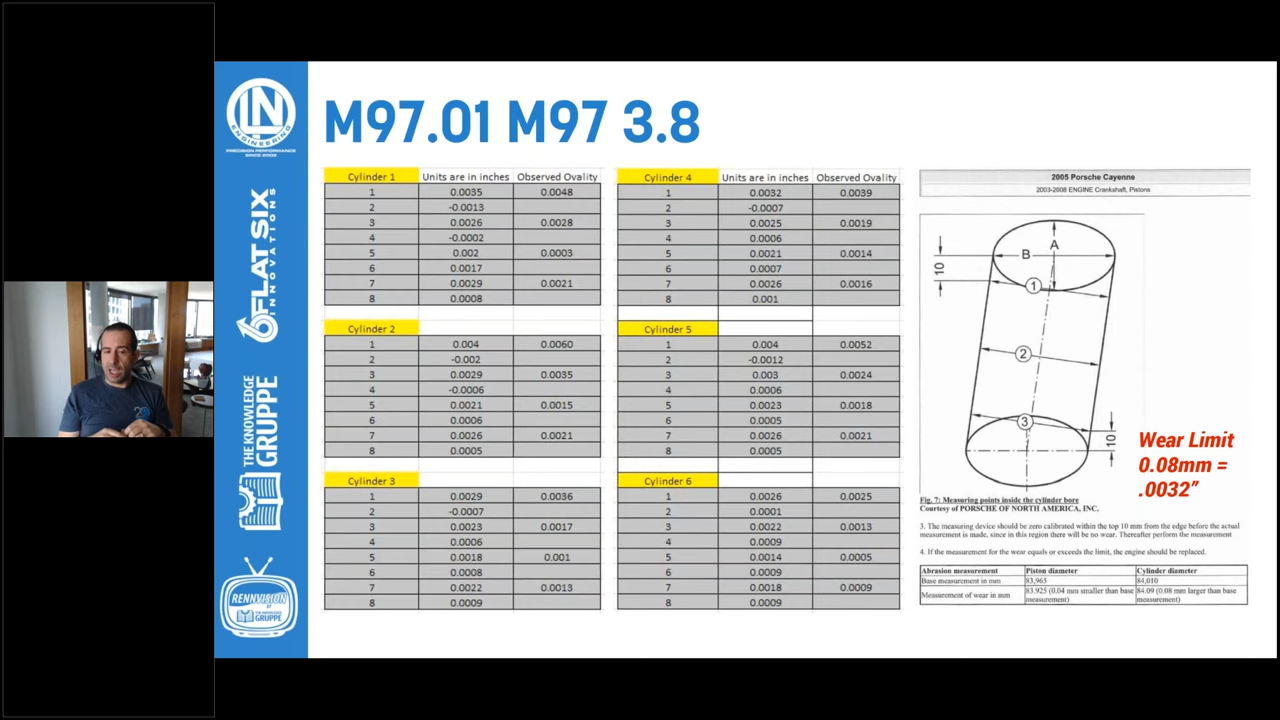 LN
ENGINEERING
PRECISION PERFORMANCE
SINCE 2002
FLAT SIX
INNOVATIONS
THE KNOWLEDGE
GRUPPE
RENNVISION
BY
THE KNOWLEDGE
GRUPPE
M97.01 M97 3.8
Cylinder 1 Units are in inches Observed Ovality
1 0.0035 0.0048
2 -0.0013
3 0.0026 0.0028
4 -0.0002
5 0.002 0.0003
6 0.0017
7 0.0029 0.0021
8 0.0008
Cylinder 2
1 0.004 0.0060
2 -0.002
3 0.0029 0.0035
4 -0.0006
5 0.0021 0.0015
6 0.0006
7 0.0026 0.0021
8 0.0005
Cylinder 3
1 0.0029 0.0036
2 -0.0007
3 0.0023 0.0017
4 0.0006
5 0.0018 0.001
6 0.0008
7 0.0022 0.0013
8 0.0009
Cylinder 4 Units are in inches Observed Ovality
1 0.0032 0.0039
2 -0.0007
3 0.0025 0.0019
4 0.0006
5 0.0021 0.0014
6 0.0007
7 0.0026 0.0016
8 0.001
Cylinder 5
1 0.004 0.0052
2 -0.0012
3 0.003 0.0024
4 0.0006
5 0.0023 0.0018
6 0.0005
7 0.0026 0.0021
8 0.0005
Cylinder 6
1 0.0026 0.0025
2 0.0001
3 0.0022 0.0013
4 0.0009
5 0.0014 0.0005
6 0.0009
7 0.0018 0.0009
8 0.0009
2005 Porsche Cayenne
2003-2008 ENGINE Crankshaft, Pistons
A
B
10
1
2
3
10
Wear Limit
0.08mm =
.0032”
Fig. 7: Measuring points inside the cylinder bore
Courtesy of PORSCHE OF NORTH AMERICA, INC.
3. The measuring device should be zero calibrated within the top 10 mm from the edge before the actual
measurement is made, since in this region there will be no wear. Thereafter perform the measurement
4. If the measurement for the wear equals or exceeds the limit, the engine should be replaced.
Abrasion measurement Piston diameter Cylinder diameter
Base measurement in mm 83,965 84,010
Measurement of wear in mm 83.925 (0.04 mm smaller than base measurement) 84.09 (0.08 mm larger than base measurement)